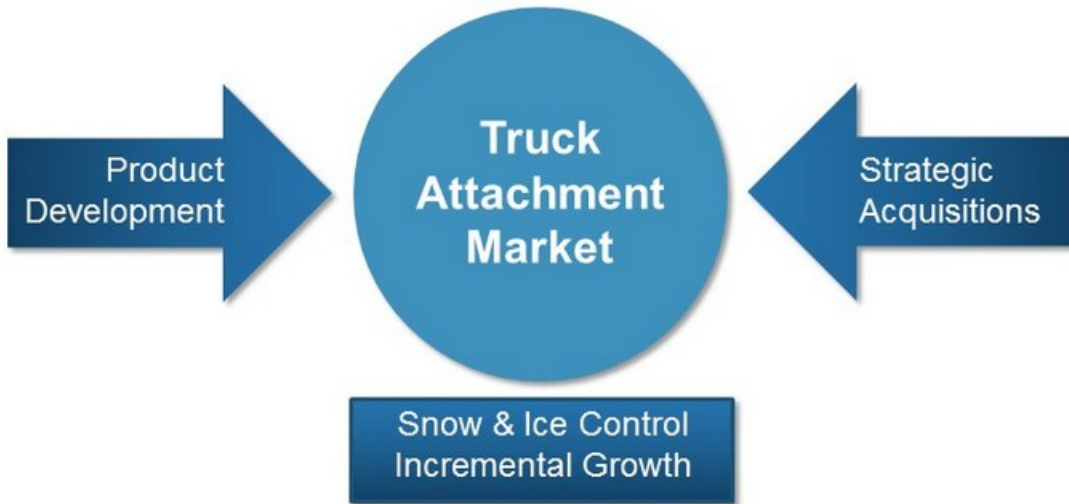 Product
Development
Truck
Attachment
Market
Strategic
Acquisitions
Snow & Ice Control
Incremental Growth